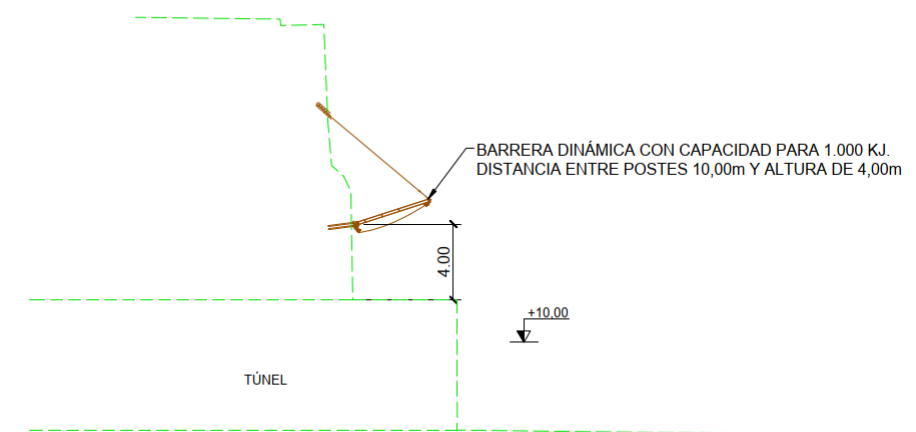 BARRERA DINÁMICA CON CAPACIDAD PARA 1.000 KJ.
DISTANCIA ENTRE POSTES 10,00m Y ALTURA DE 4,00m
4.00
+10,00
TÚNEL